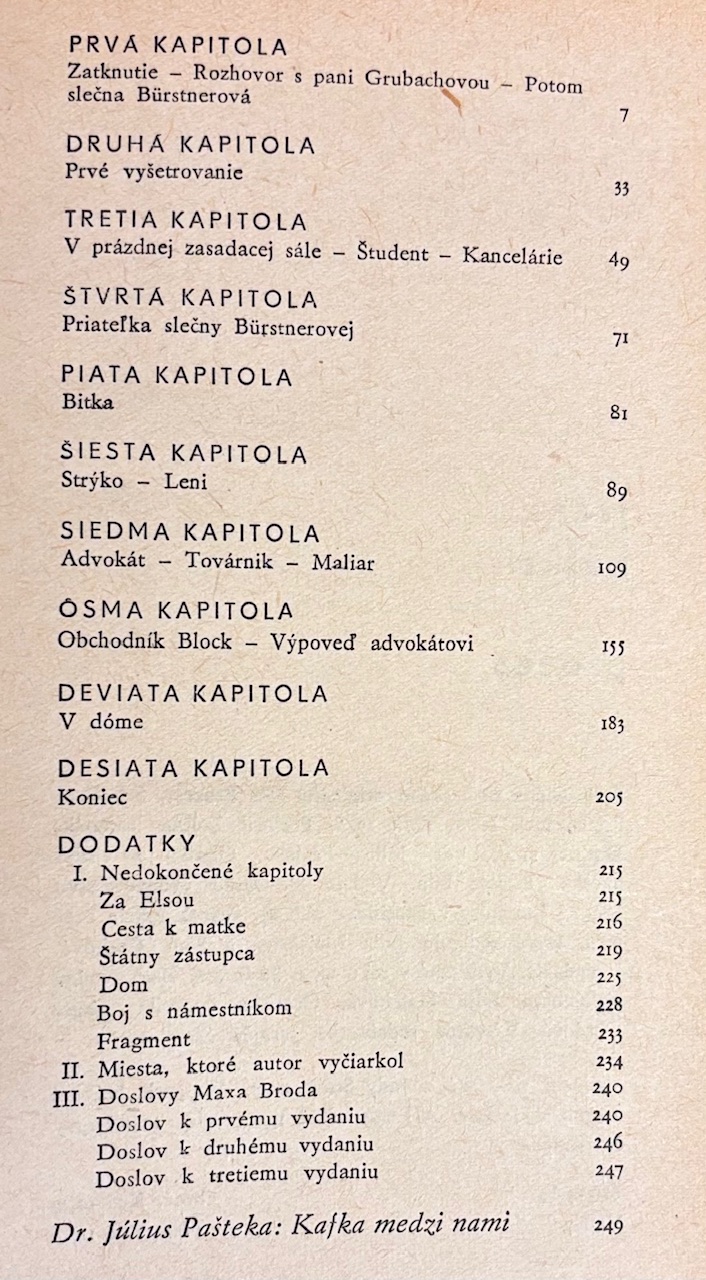 PRVÁ KAPITOLA
Zatknutie – Rozhovor s pani Grubachovou – Potom
slečna Bürstnerová 7
DRUHÁ KAPITOLA
Prvé vyšetrovanie 33
TRETIA KAPITOLA
V prázdnej zasadacej sále – Študent – Kancelárie 49
ŠTVRTÁ KAPITOLA
Priateľka slečny Bürstnerovej 71
PIATA KAPITOLA
Bitka 81
ŠIESTA KAPITOLA
Strýko – Leni 89
SIEDMA KAPITOLA
Advokát – Továrnik – Maliar 109
ÔSMA KAPITOLA
Obchodník Block – Výpoveď advokátovi 155
DEVIATA KAPITOLA
V dóme 183
DESIATA KAPITOLA
Koniec 205
DODATKY
I. Nedokončené kapitoly 215
Za Elsou 215
Cesta k matke 216
Štátny zástupca 219
Dom 225
Boj s námestníkom 228
Fragment 233
II. Miesta, ktoré autor vyčiarkol 234
III. Doslovy Maxa Broda 240
Doslov k prvému vydaniu 240
Doslov k druhému vydaniu 246
Doslov k tretiemu vydaniu 247
Dr. Július Pašteka: Kafka medzi nami 249